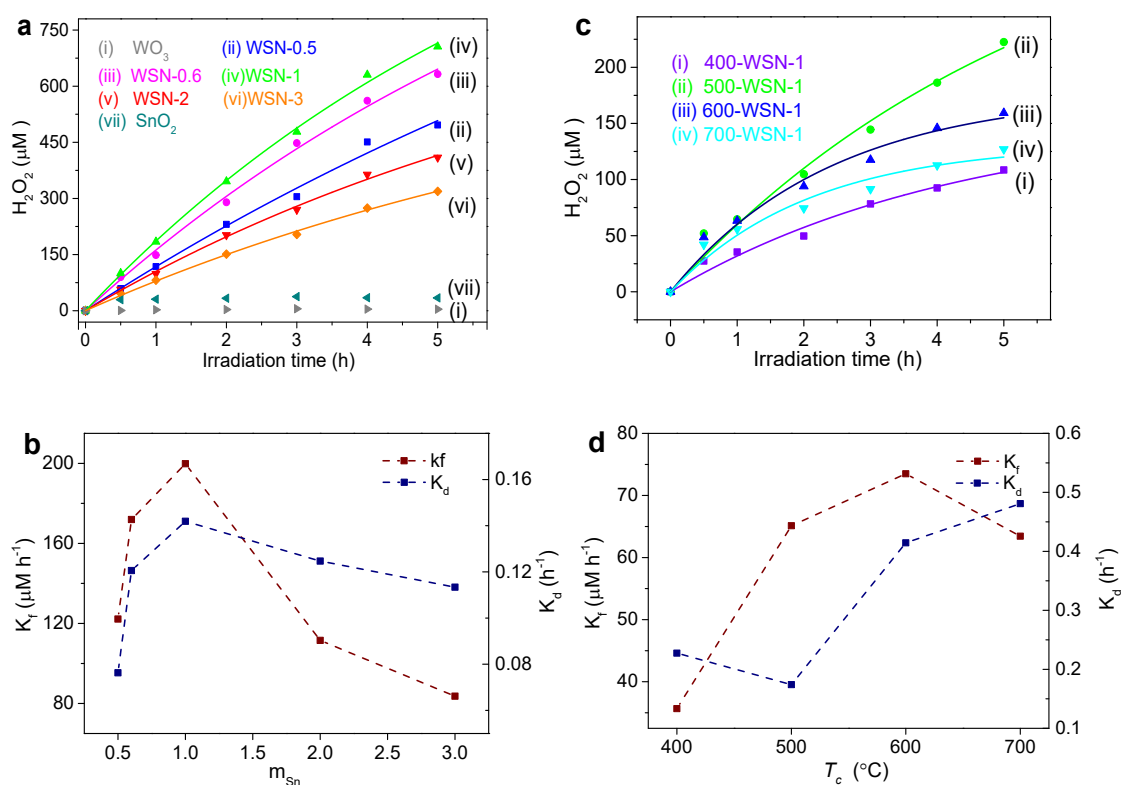 a
750
600
450
300
150
0
H2O2 (μM)
(i) WO3 (ii) WSN-0.5
(iii) WSN-0.6 (iv)WSN-1
(v) WSN-2 (vi)WSN-3
(vii) SnO2
(iv)
(iii)
(ii)
(v)
(vi)
(vii)
(i)
0 1 2 3 4 5
Irradiation time (h)
c
200
150
100
50
0
H2O2 (μM)
(i) 400-WSN-1
(ii) 500-WSN-1
(iii) 600-WSN-1
(iv) 700-WSN-1
(ii)
(iii)
(iv)
(i)
0 1 2 3 4 5
Irradiation time (h)
b
200
160
120
80
Kf (μM h-1)
kf
Kd
0.16
0.12
0.08
Kd (h-1)
0.5 1.0 1.5 2.0 2.5 3.0
mSn
d
80
70
60
50
40
Kf (μM h-1)
Kf
Kd
0.6
0.5
0.4
0.3
0.2
0.1
Kd (h-1)
400 500 600 700
Tc (°C)